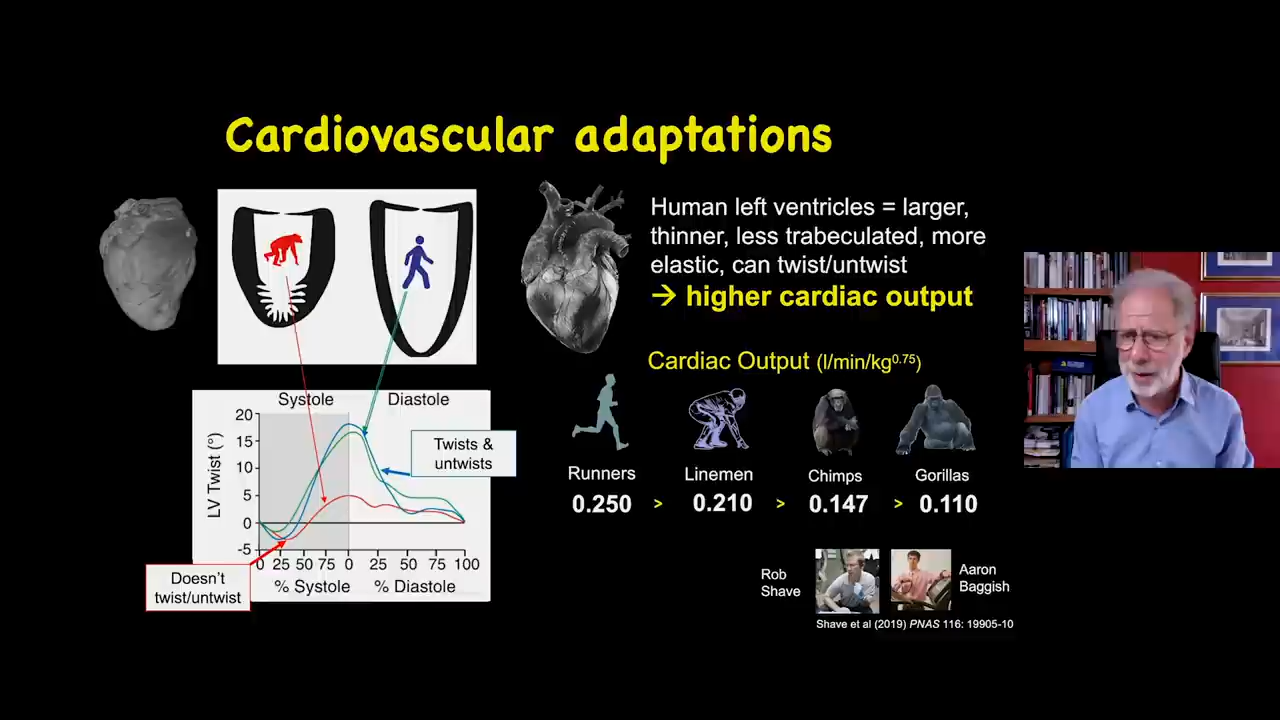 Cardiovascular adaptations
Human left ventricles = larger,
thinner, less trabeculated, more
elastic, can twist/untwist
→ higher cardiac output
Cardiac Output (l/min/kg^0.75)
Runners
Linemen
Chimps
Gorillas
0.250 > 0.210 > 0.147 > 0.110
Systole
Diastole
LV Twist (°)
20
15
10
5
0
-5
0 25 50 75 0 25 50 75 100
% Systole
% Diastole
Twists &
untwists
Doesn't
twist/untwist
Rob
Shave
Aaron
Baggish
Shave et al (2019) PNAS 116: 19905-10